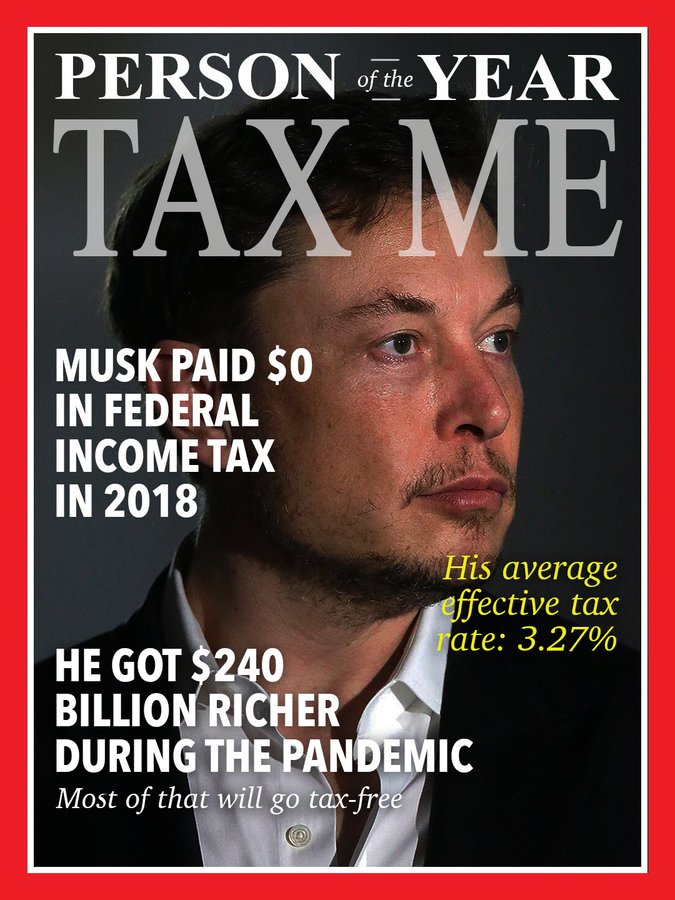 PERSON of the YEAR
TAX ME
MUSK PAID $0
IN FEDERAL
INCOME TAX
IN 2018
His average
effective tax
rate: 3.27%
HE GOT $240
BILLION RICHER
DURING THE PANDEMIC
Most of that will go tax-free